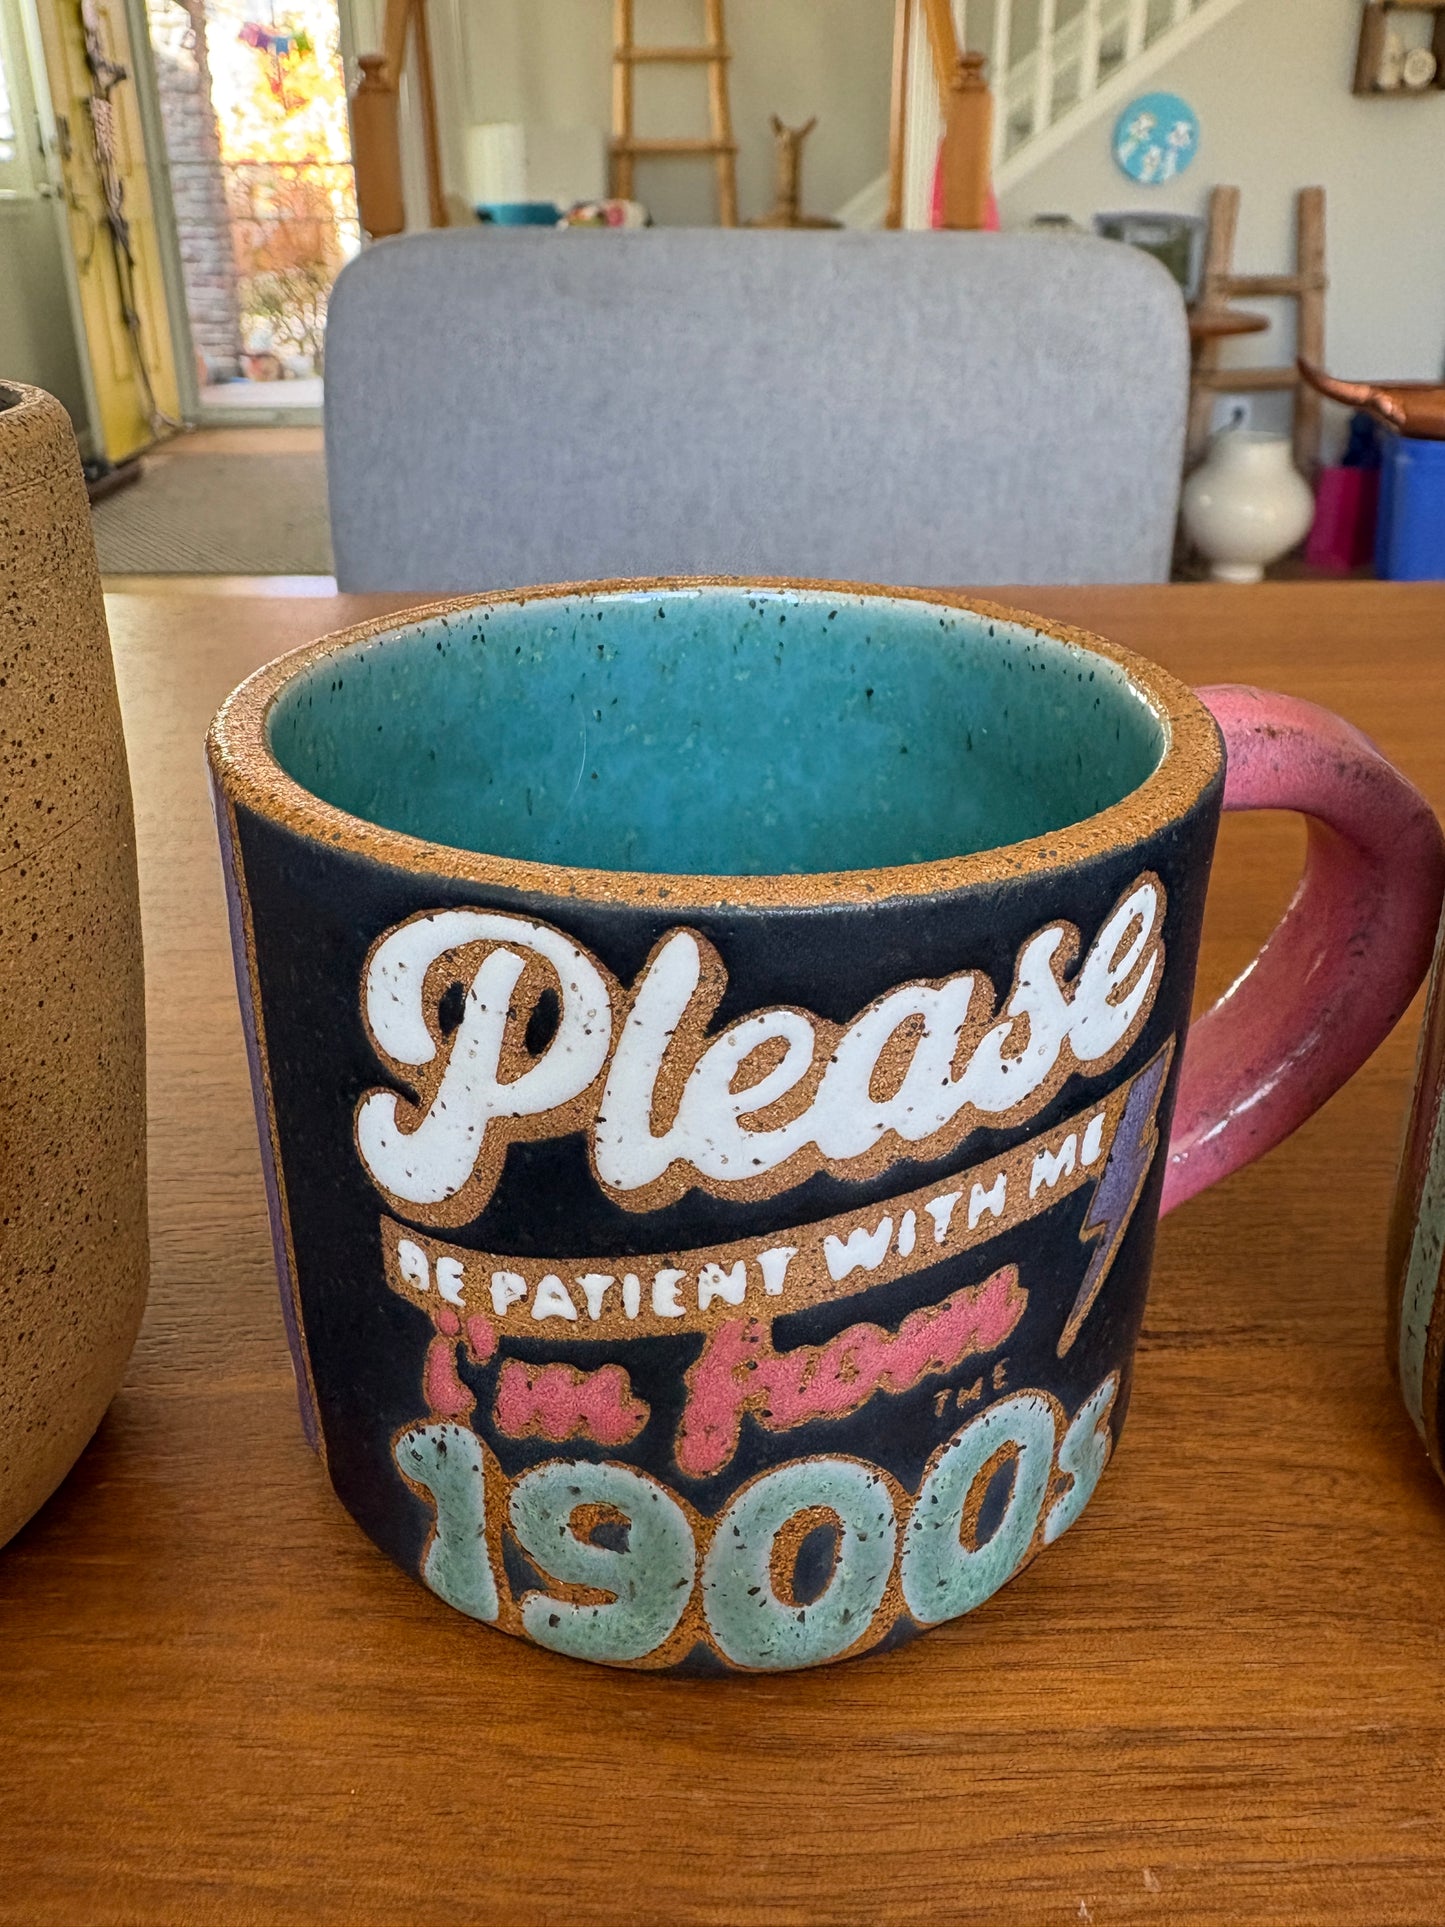 Please
BE PATIENT WITH ME
i'm from
THE
1900s